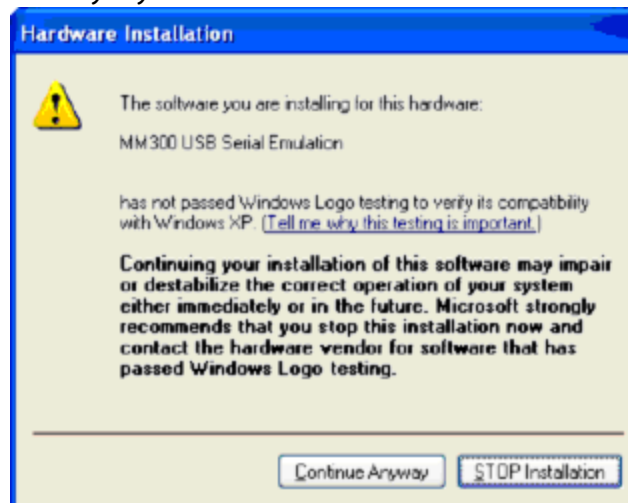 Hardware Installation
The software you are installing for this hardware:
MM300 USB Serial Emulation
has not passed Windows Logo testing to verify its compatibility
with Windows XP. (Tell me why this testing is important.)
Continuing your installation of this software may impair
or destabilize the correct operation of your system
either immediately or in the future. Microsoft strongly
recommends that you stop this installation now and
contact the hardware vendor for software that has
passed Windows Logo testing.
Continue Anyway
STOP Installation